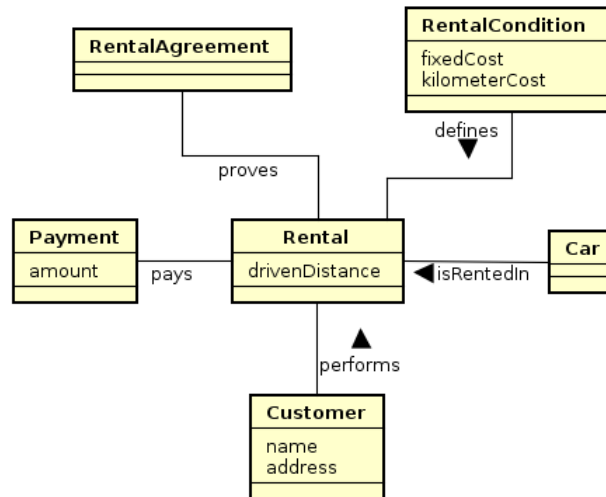 RentalAgreement
RentalCondition
fixedCost
kilometerCost
defines
proves
Payment
amount
pays
Rental
drivenDistance
isRentedIn
Car
performs
Customer
name
address